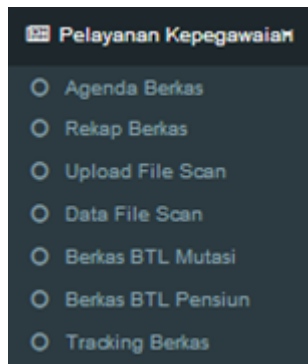 Pelayanan Kepegawaian
Agenda Berkas
Rekap Berkas
Upload File Scan
Data File Scan
Berkas BTL Mutasi
Berkas BTL Pensiun
Tracking Berkas